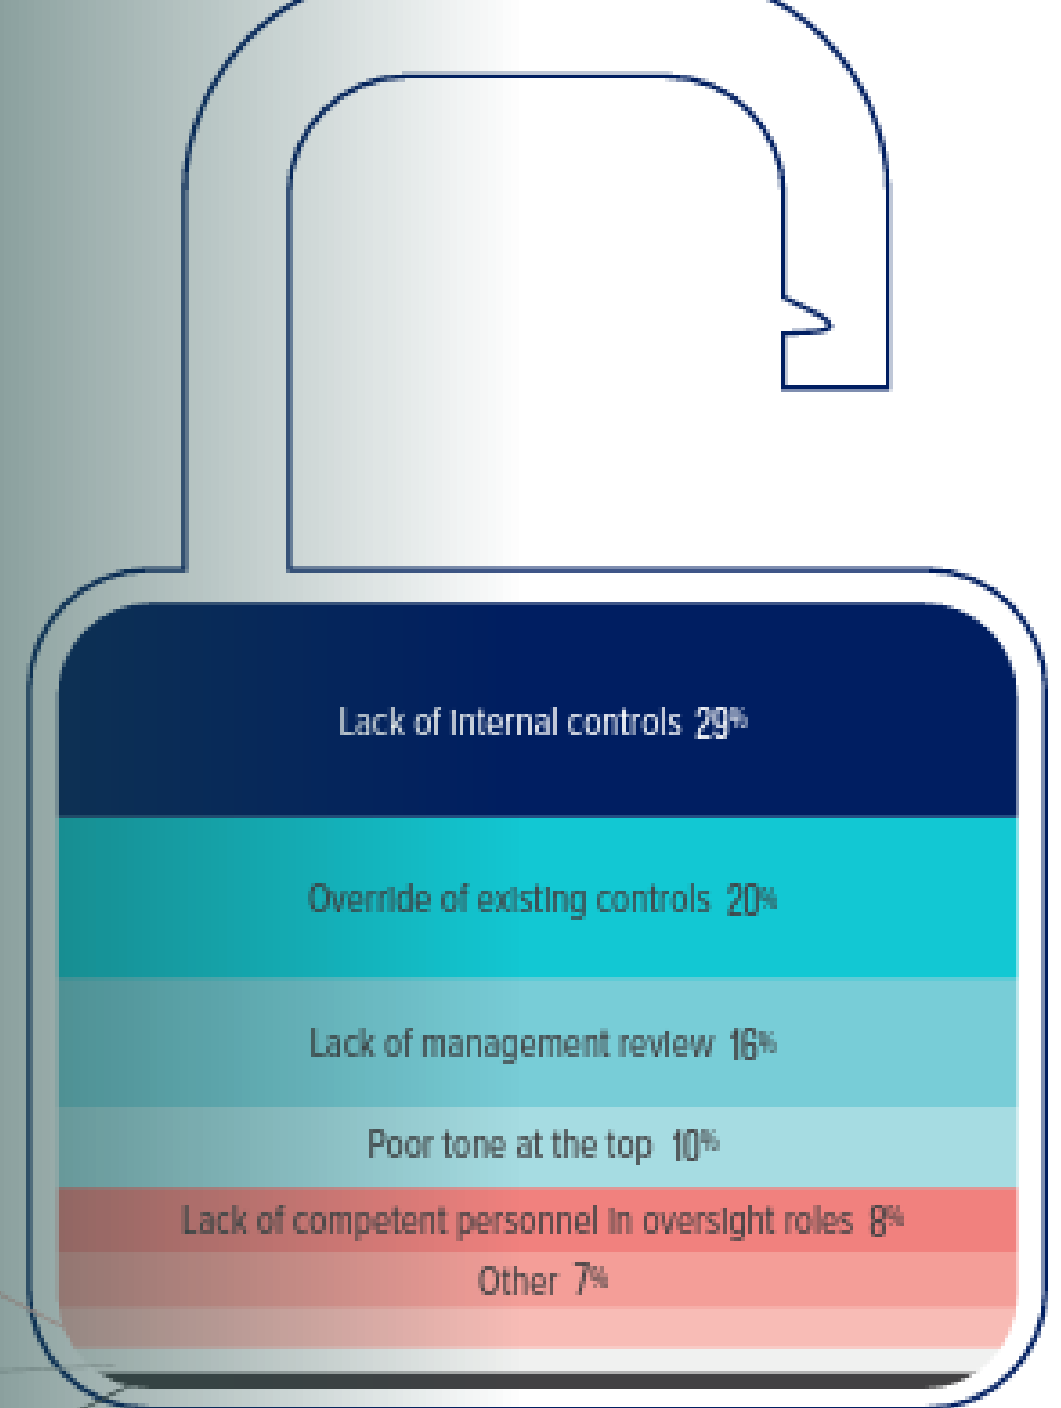 Lack of internal controls 29%
Override of existing controls 20%
Lack of management review 16%
Poor tone at the top 10%
Lack of competent personnel in oversight roles 8%
Other 7%